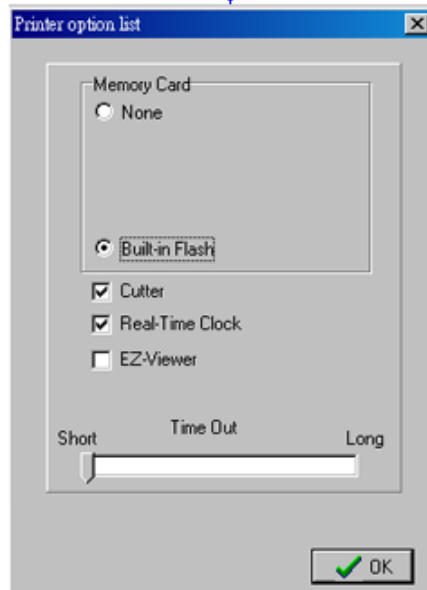 Printer option list
Memory Card
None
Built-in Flash
Cutter
Real-Time Clock
EZ-Viewer
Time Out
Short Long
OK